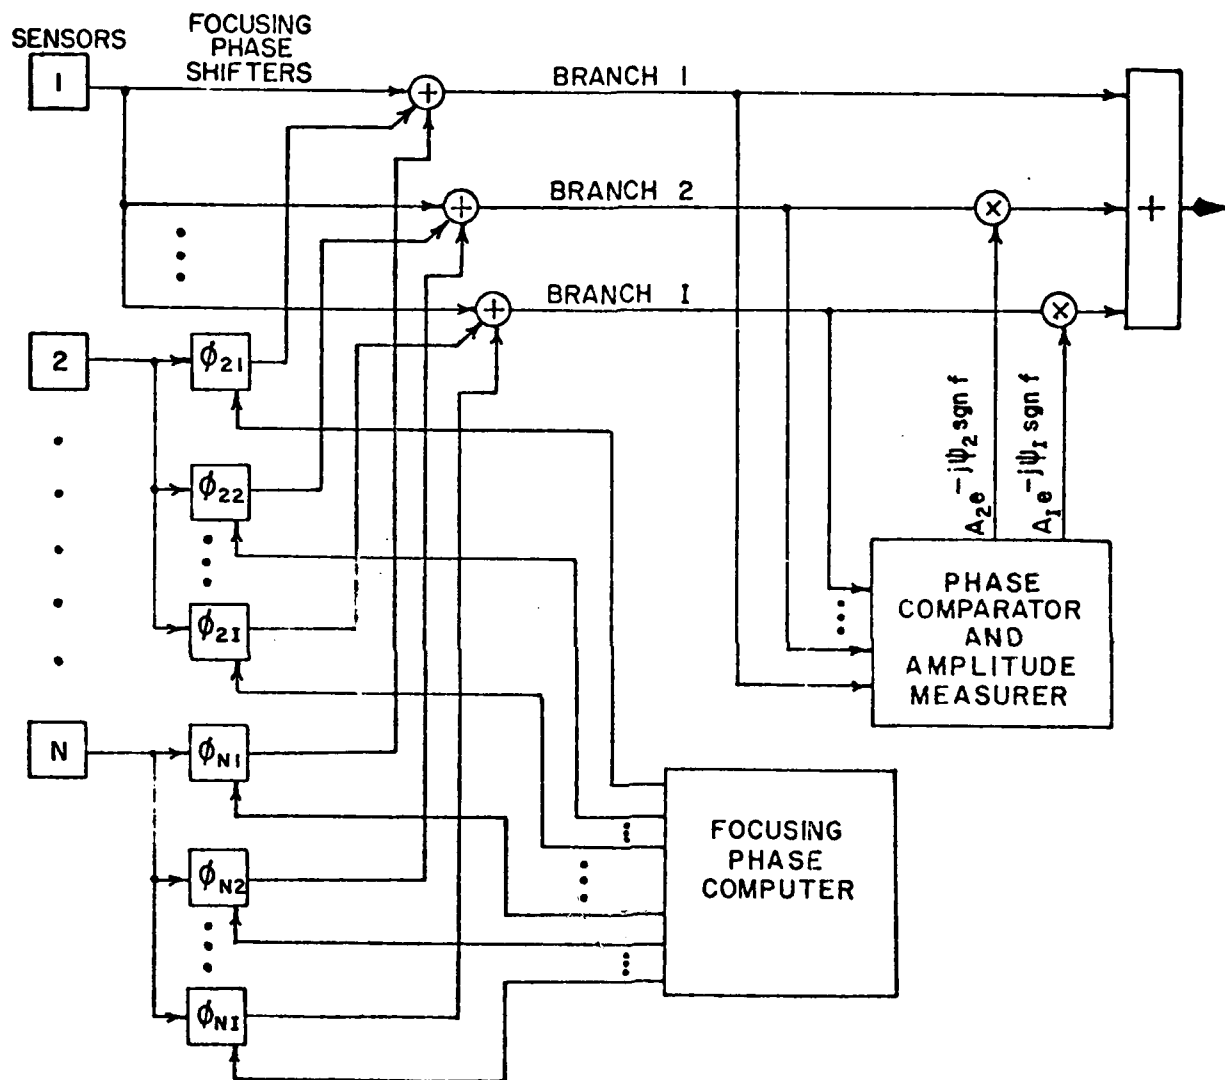 SENSORS
FOCUSING
PHASE
SHIFTERS
1
+
BRANCH 1
+
BRANCH 2
×
+
+
BRANCH I
×
2
ϕ21
ϕ22
ϕ2I
A2e-jψ2 sgn f
AIe-jψI sgn f
PHASE
COMPARATOR
AND
AMPLITUDE
MEASURER
N
ϕN1
ϕN2
ϕNI
FOCUSING
PHASE
COMPUTER